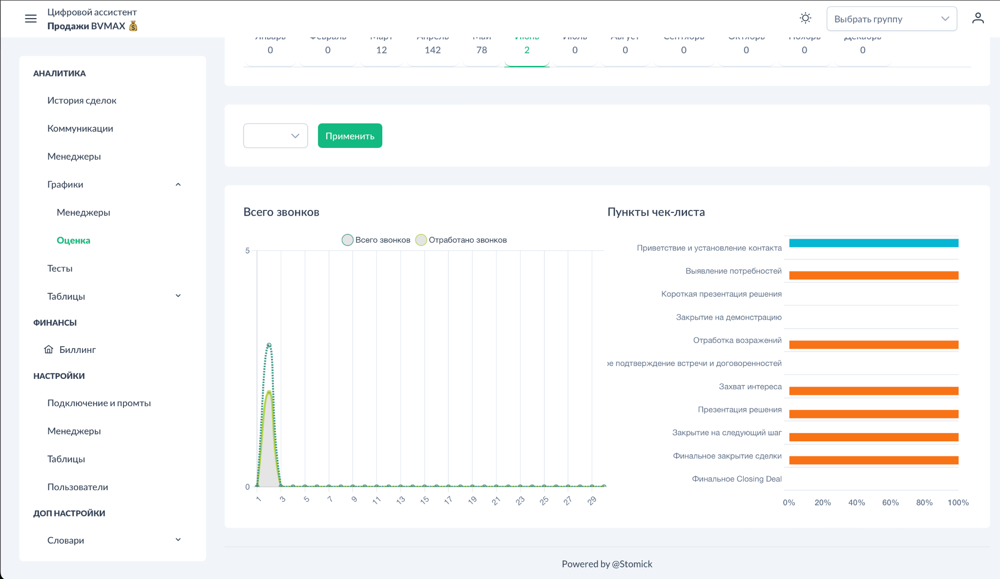 Цифровой ассистент
Продажи BVMAX
Выбрать группу
Январь Февраль Март Апрель Май Июнь Июль Август Сентябрь Октябрь Ноябрь Декабрь
0 0 12 142 78 2 0 0 0 0 0 0
АНАЛИТИКА
История сделок
Коммуникации
Менеджеры
Графики
Менеджеры
Оценка
Тесты
Таблицы
ФИНАНСЫ
Биллинг
НАСТРОЙКИ
Подключение и промты
Менеджеры
Таблицы
Пользователи
ДОП НАСТРОЙКИ
Словари
Применить
Всего звонков
Всего звонков Отработано звонков
5
0
1 3 5 7 9 11 13 15 17 19 21 23 25 27 29
Пункты чек-листа
Приветствие и установление контакта
Выявление потребностей
Короткая презентация решения
Закрытие на демонстрацию
Отработка возражений
ое подтверждение встречи и договоренностей
Захват интереса
Презентация решения
Закрытие на следующий шаг
Финальное закрытие сделки
Финальное Closing Deal
0% 20% 40% 60% 80% 100%
Powered by @Stomick